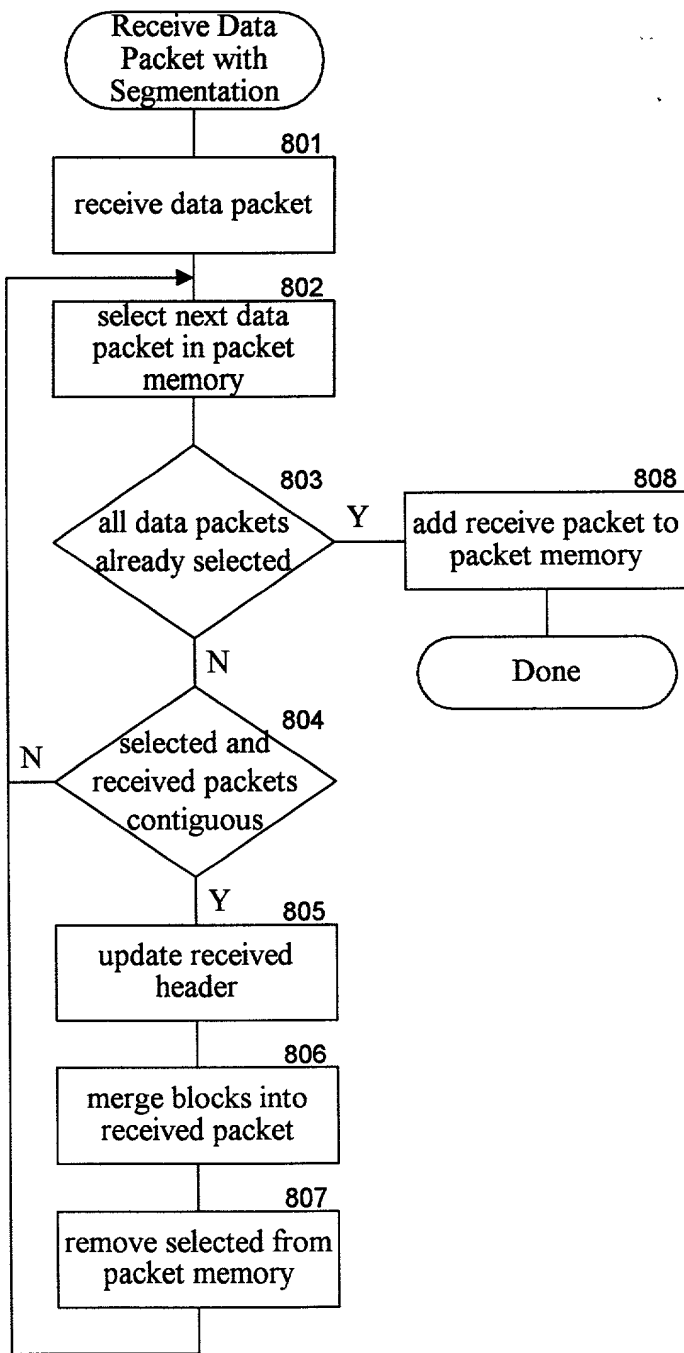 Receive Data
Packet with
Segmentation
801
receive data packet
802
select next data
packet in packet
memory
803
all data packets
already selected
Y
808
add receive packet to
packet memory
Done
N
804
selected and
received packets
contiguous
N
Y
805
update received
header
806
merge blocks into
received packet
807
remove selected from
packet memory